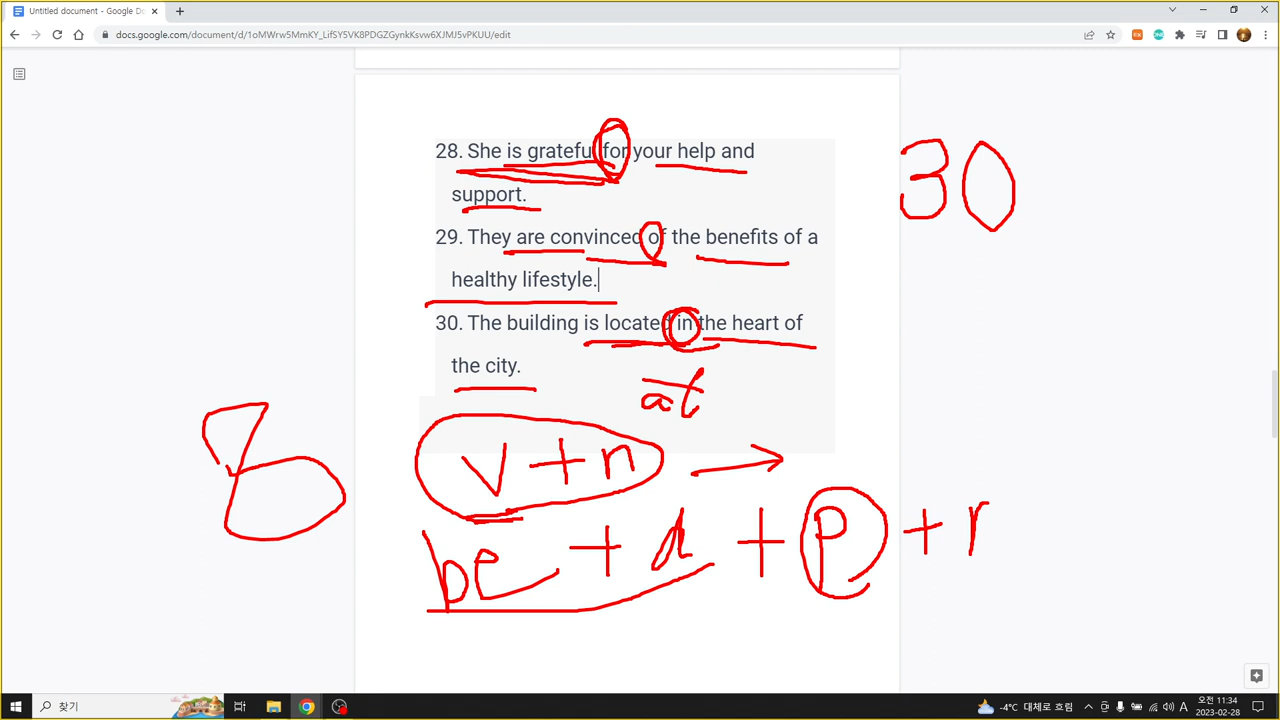 Untitled document - Google Do
docs.google.com/document/d/1oMWrw5MmKY_LifSY5VK8PDGZGynkKsvw6XJMJ5vPKUU/edit
28. She is grateful for your help and
support.
30
29. They are convinced of the benefits of a
healthy lifestyle.
30. The building is located in the heart of
the city.
at
8
v + n →
be + d + p + r
찾기
-4°C 대체로 흐림
A
오전 11:34
2023-02-28